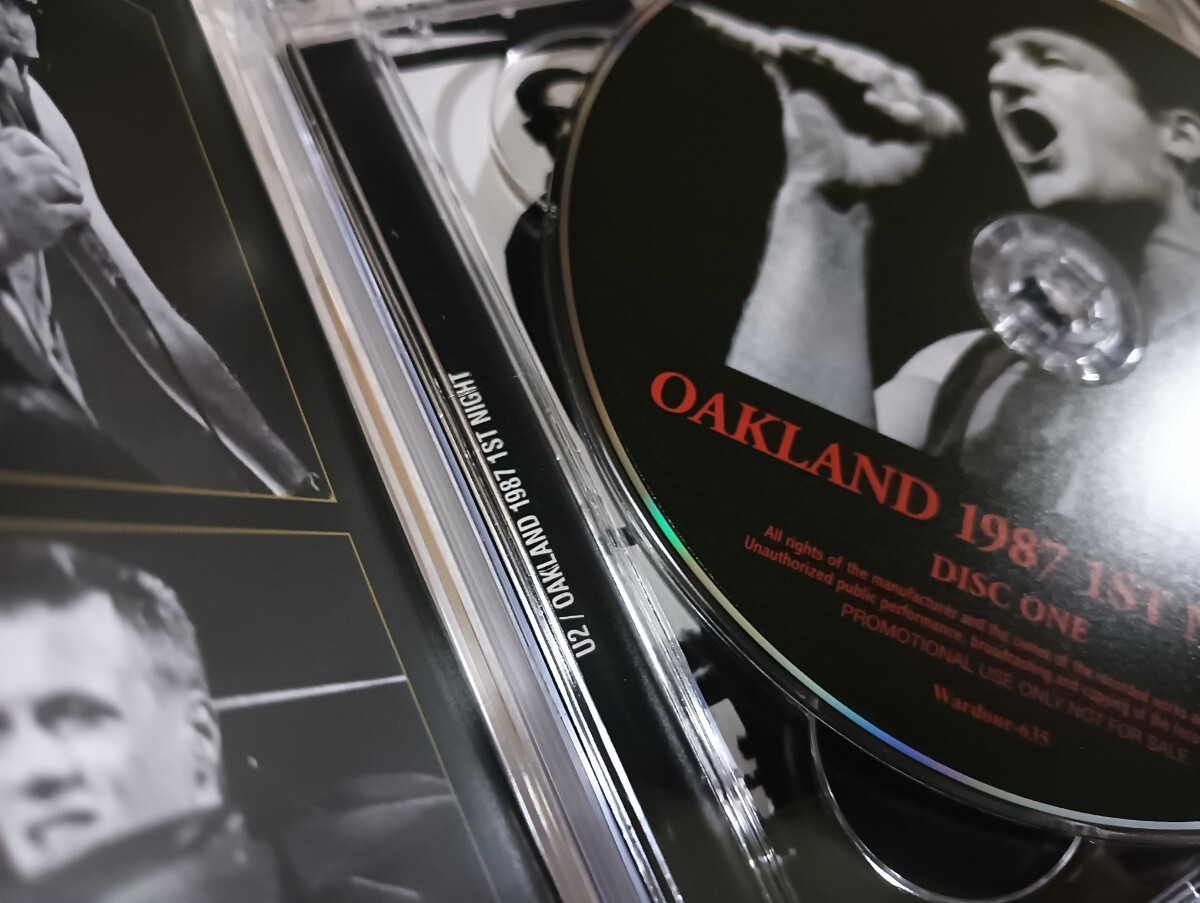 U2 / OAKLAND 1987 1ST NIGHT
OAKLAND 1987 1ST
DISC ONE
All rights of the manufacturer and the owner of the recorded works
Unauthorized public performance, broadcasting and copying of the
PROMOTIONAL USE ONLY NOT FOR SALE
Wardour-635